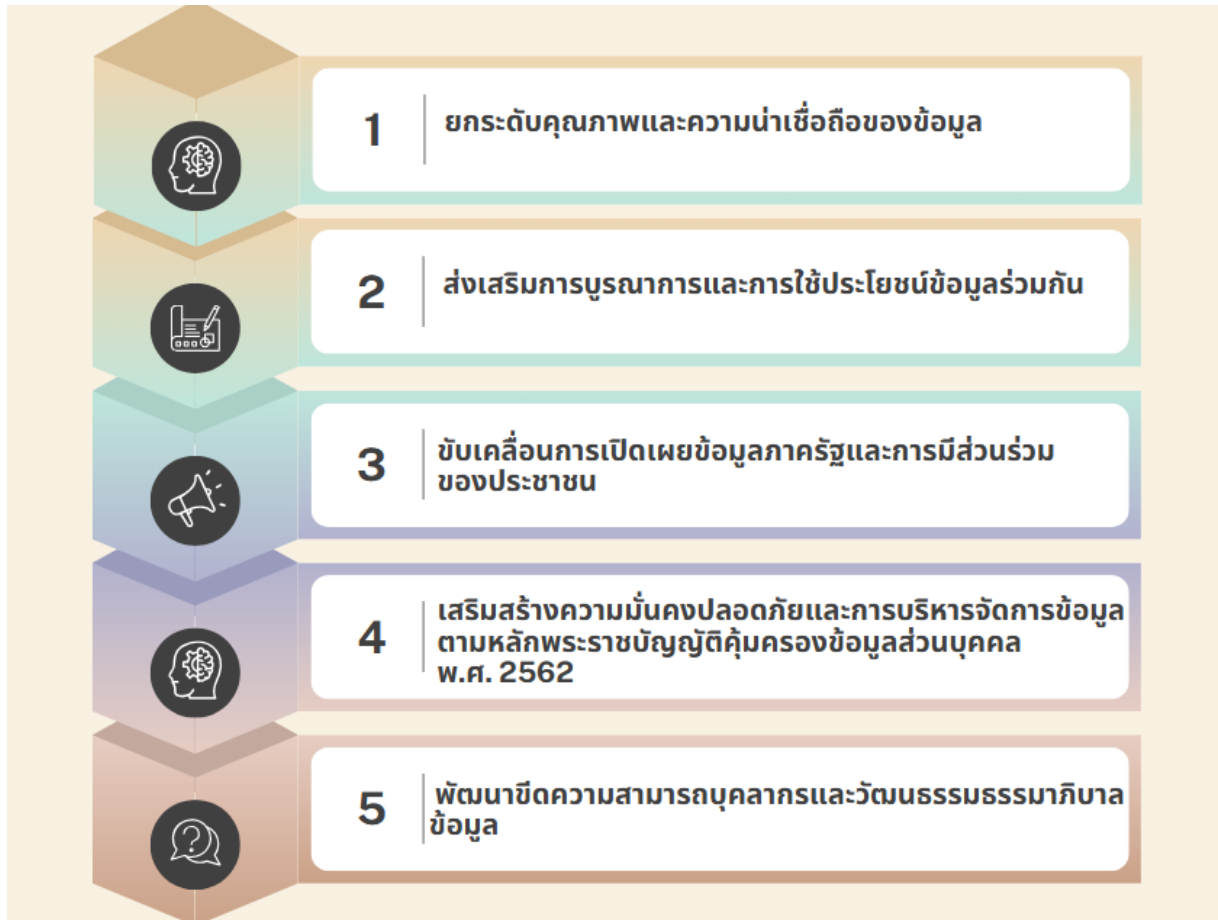 1
ยกระดับคุณภาพและความน่าเชื่อถือของข้อมูล
2
ส่งเสริมการบูรณาการและการใช้ประโยชน์ข้อมูลร่วมกัน
3
ขับเคลื่อนการเปิดเผยข้อมูลภาครัฐและการมีส่วนร่วม
ของประชาชน
4
เสริมสร้างความมั่นคงปลอดภัยและการบริหารจัดการข้อมูล
ตามหลักพระราชบัญญัติคุ้มครองข้อมูลส่วนบุคคล
พ.ศ. 2562
5
พัฒนาขีดความสามารถบุคลากรและวัฒนธรรมธรรมาภิบาล
ข้อมูล